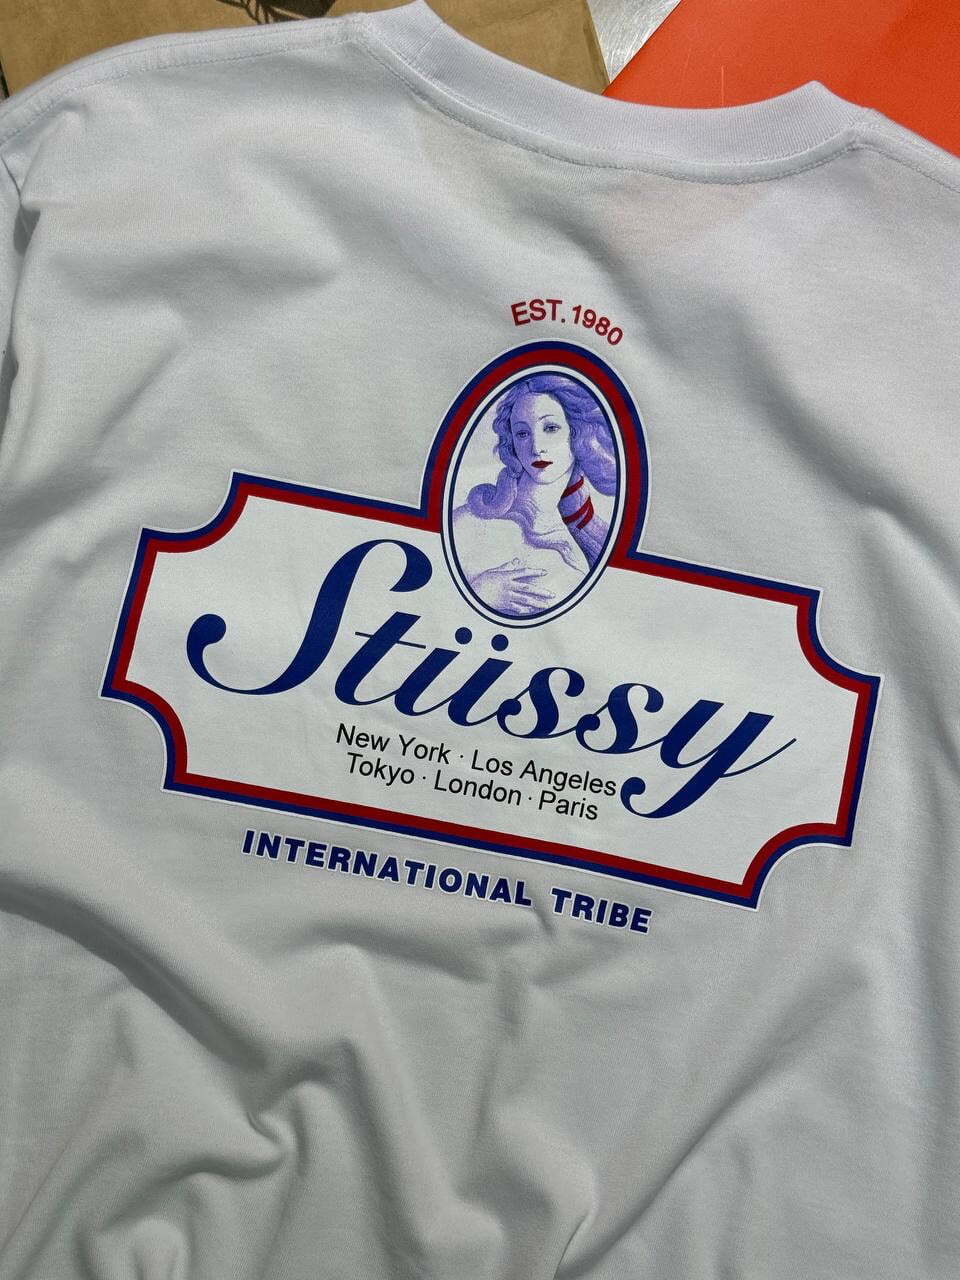 EST. 1980
Stüssy
New York · Los Angeles
Tokyo · London · Paris
INTERNATIONAL TRIBE